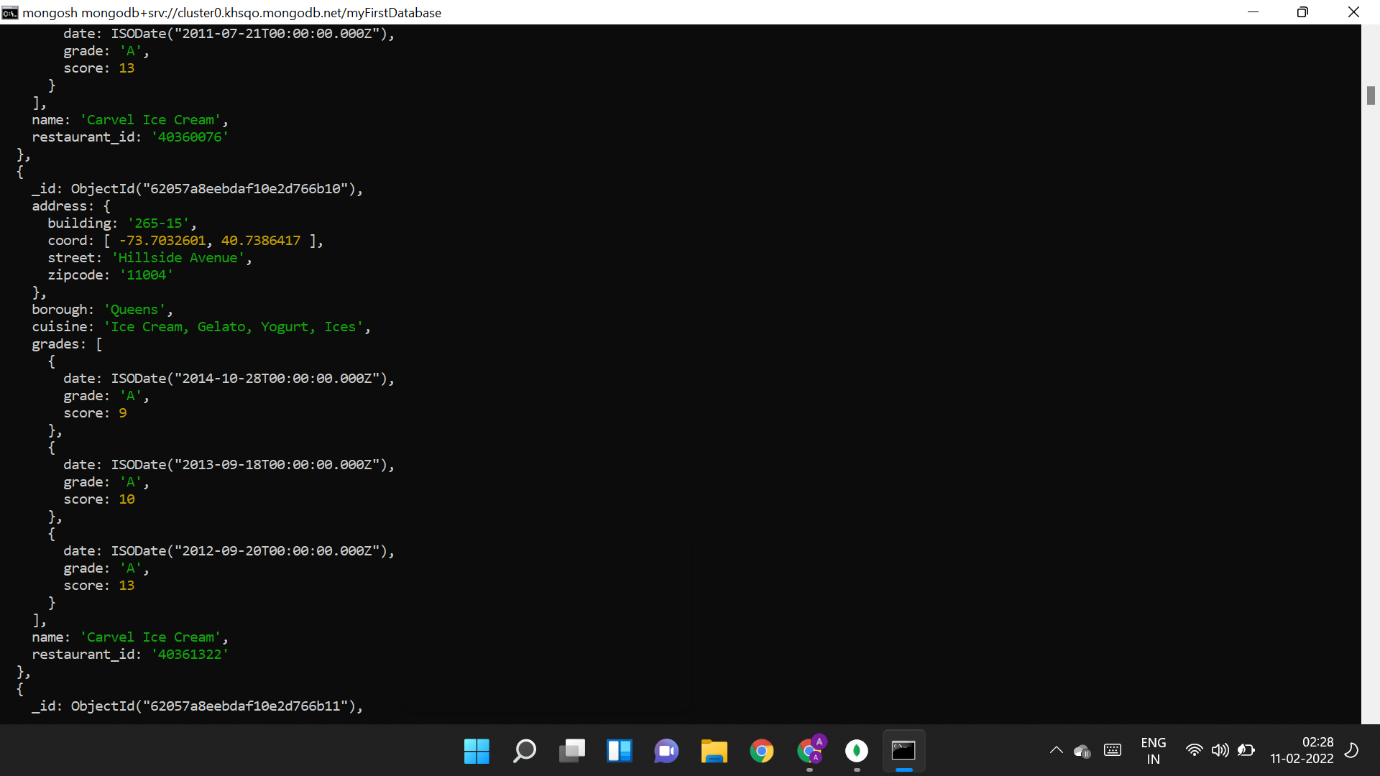 mongosh mongodb+srv://cluster0.khsqo.mongodb.net/myFirstDatabase
date: ISODate("2011-07-21T00:00:00.000Z"),
grade: 'A',
score: 13
}
],
name: 'Carvel Ice Cream',
restaurant_id: '40360076'
},
{
_id: ObjectId("62057a8eebdaf10e2d766b10"),
address: {
building: '265-15',
coord: [ -73.7032601, 40.7386417 ],
street: 'Hillside Avenue',
zipcode: '11004'
},
borough: 'Queens',
cuisine: 'Ice Cream, Gelato, Yogurt, Ices',
grades: [
{
date: ISODate("2014-10-28T00:00:00.000Z"),
grade: 'A',
score: 9
},
{
date: ISODate("2013-09-18T00:00:00.000Z"),
grade: 'A',
score: 10
},
{
date: ISODate("2012-09-20T00:00:00.000Z"),
grade: 'A',
score: 13
}
],
name: 'Carvel Ice Cream',
restaurant_id: '40361322'
},
{
_id: ObjectId("62057a8eebdaf10e2d766b11"),
A
A
ENG
IN
02:28
11-02-2022